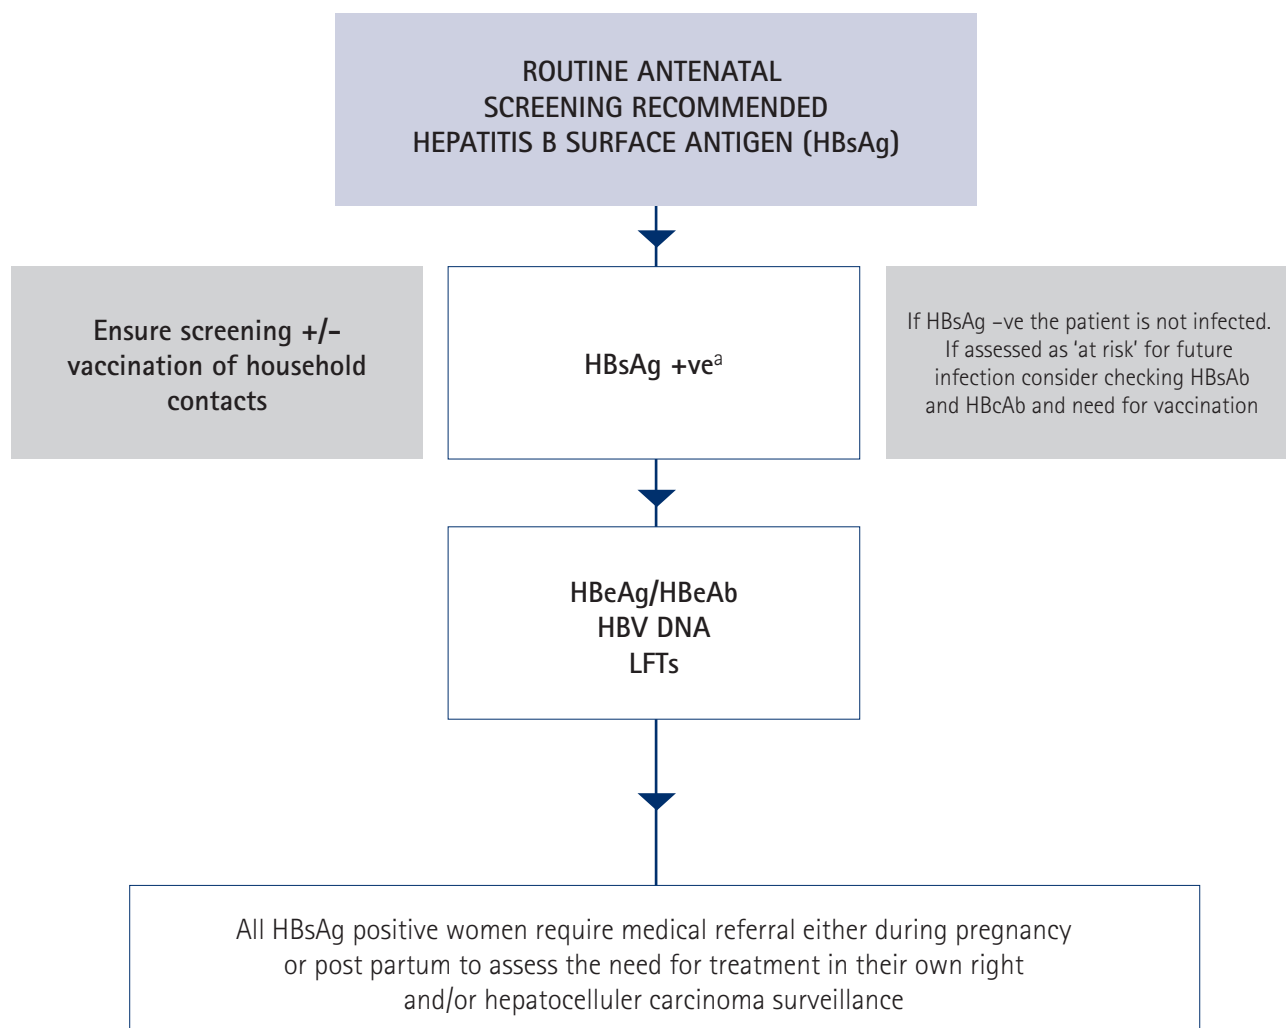 ROUTINE ANTENATAL
SCREENING RECOMMENDED
HEPATITIS B SURFACE ANTIGEN (HBsAg)
Ensure screening +/–
vaccination of household
contacts
HBsAg +veᵃ
If HBsAg –ve the patient is not infected.
If assessed as ‘at risk’ for future
infection consider checking HBsAb
and HBcAb and need for vaccination
HBeAg/HBeAb
HBV DNA
LFTs
All HBsAg positive women require medical referral either during pregnancy
or post partum to assess the need for treatment in their own right
and/or hepatocelluler carcinoma surveillance